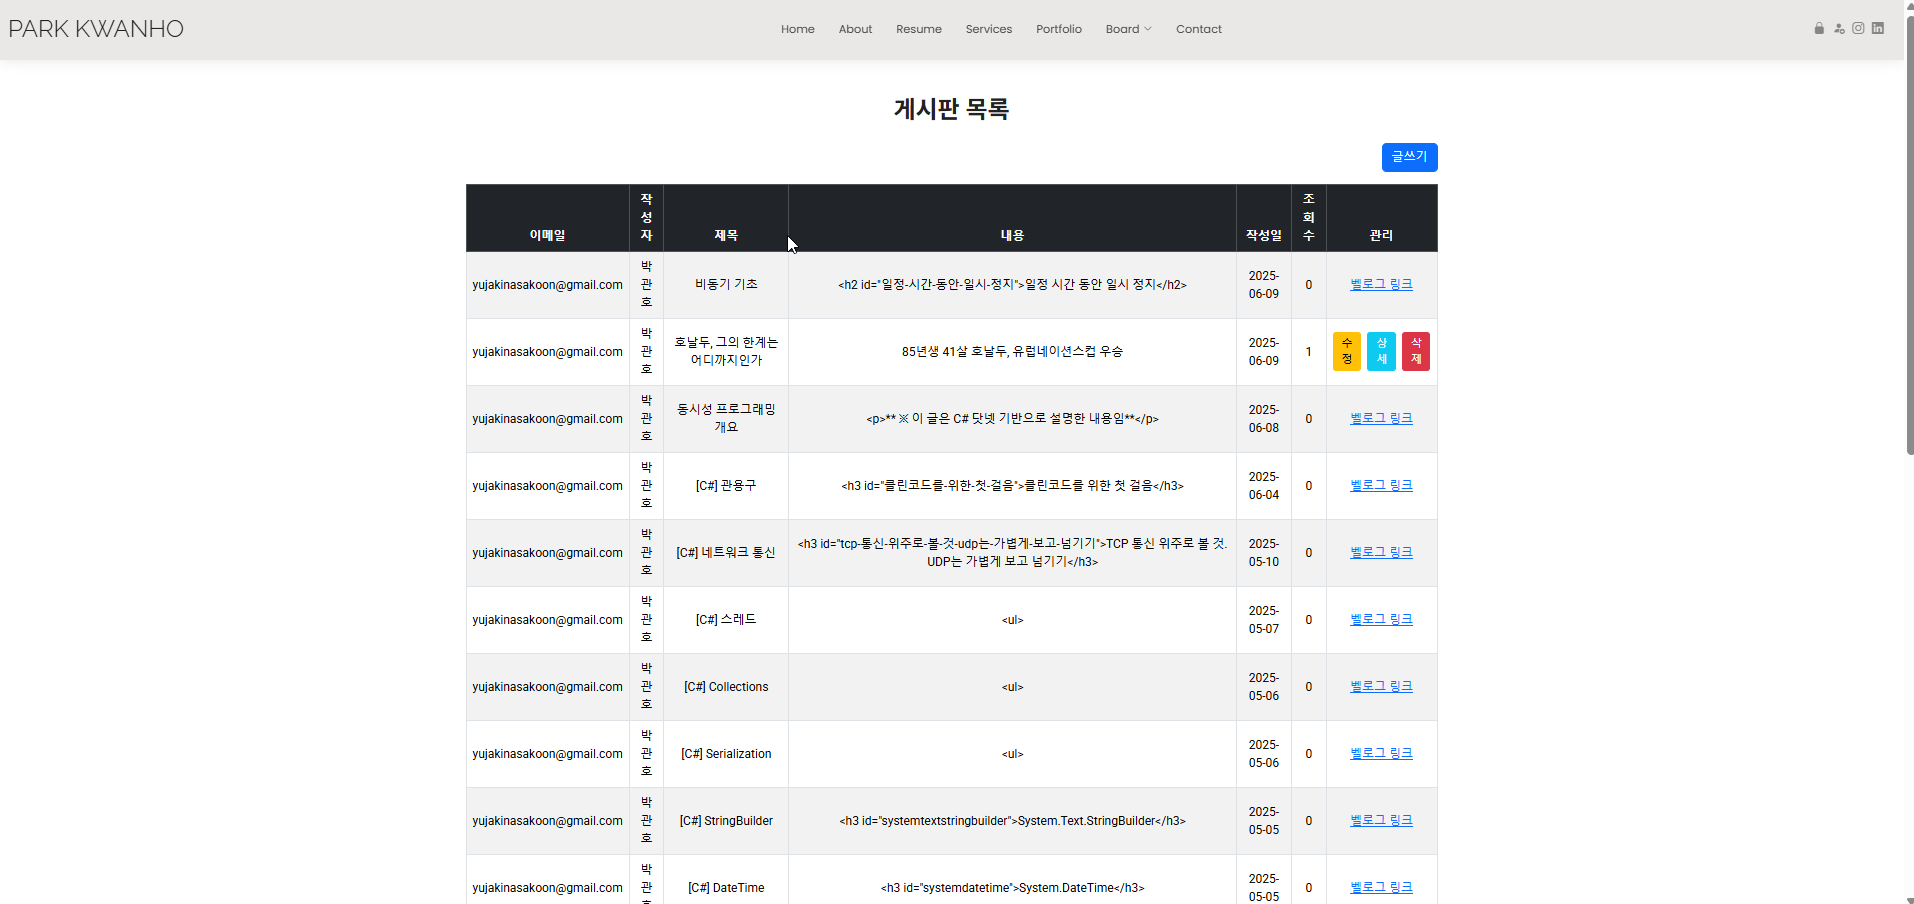 PARK KWANHO
Home About Resume Services Portfolio Board Contact
게시판 목록
글쓰기
이메일 작성자 제목 내용 작성일 조회수 관리
yujakinasakoon@gmail.com 박관호 비동기 기초 <h2 id="일정-시간-동안-일시-정지">일정 시간 동안 일시 정지</h2> 2025-06-09 0 벨로그 링크
yujakinasakoon@gmail.com 박관호 호날두, 그의 한계는 어디까지인가 85년생 41살 호날두, 유럽네이션스컵 우승 2025-06-09 1 수정 상세 삭제
yujakinasakoon@gmail.com 박관호 동시성 프로그래밍 개요 <p>** ※ 이 글은 C# 닷넷 기반으로 설명한 내용임**</p> 2025-06-08 0 벨로그 링크
yujakinasakoon@gmail.com 박관호 [C#] 관용구 <h3 id="클린코드를-위한-첫-걸음">클린코드를 위한 첫 걸음</h3> 2025-06-04 0 벨로그 링크
yujakinasakoon@gmail.com 박관호 [C#] 네트워크 통신 <h3 id="tcp-통신-위주로-볼-것-udp는-가볍게-보고-넘기기">TCP 통신 위주로 볼 것. UDP는 가볍게 보고 넘기기</h3> 2025-05-10 0 벨로그 링크
yujakinasakoon@gmail.com 박관호 [C#] 스레드 <ul> 2025-05-07 0 벨로그 링크
yujakinasakoon@gmail.com 박관호 [C#] Collections <ul> 2025-05-06 0 벨로그 링크
yujakinasakoon@gmail.com 박관호 [C#] Serialization <ul> 2025-05-06 0 벨로그 링크
yujakinasakoon@gmail.com 박관호 [C#] StringBuilder <h3 id="systemtextstringbuilder">System.Text.StringBuilder</h3> 2025-05-05 0 벨로그 링크
yujakinasakoon@gmail.com 박관 [C#] DateTime <h3 id="systemdatetime">System.DateTime</h3> 2025-05-05 0 벨로그 링크